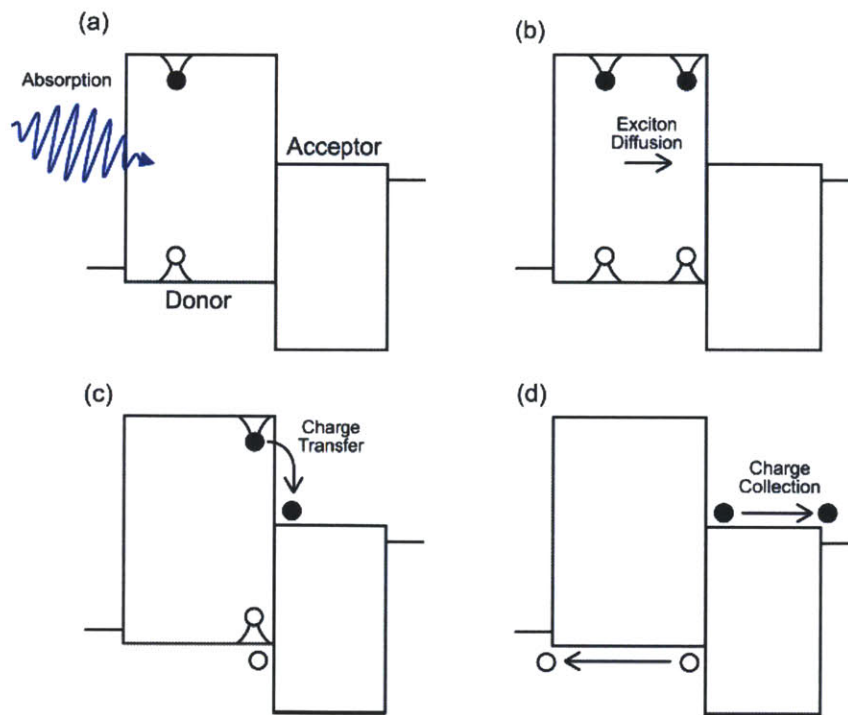 (a)
Absorption
Acceptor
Donor
(b)
Exciton
Diffusion
(c)
Charge
Transfer
(d)
Charge
Collection